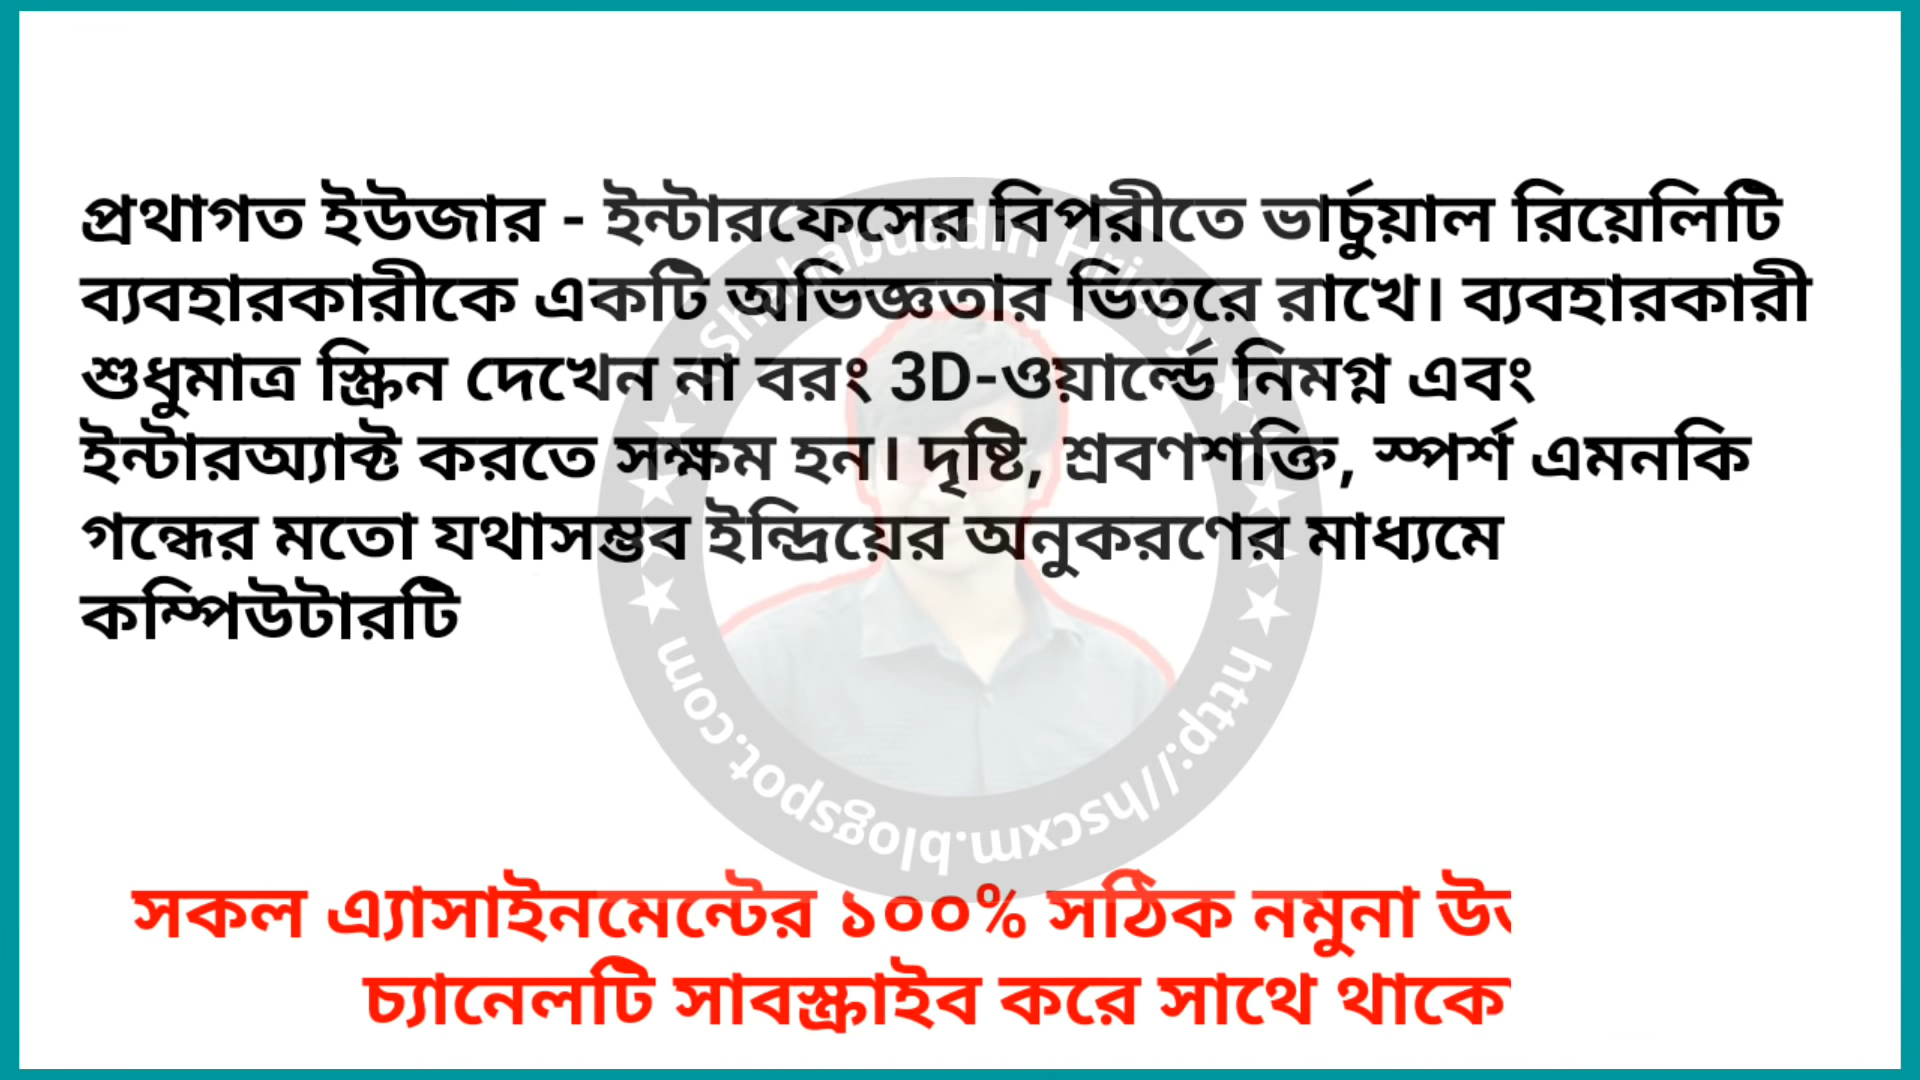 প্রথাগত ইউজার - ইন্টারফেসের বিপরীতে ভার্চুয়াল রিয়েলিটি
ব্যবহারকারীকে একটি অভিজ্ঞতার ভিতরে রাখে। ব্যবহারকারী
শুধুমাত্র স্ক্রিন দেখেন না বরং 3D-ওয়ার্ল্ডে নিমগ্ন এবং
ইন্টারঅ্যাক্ট করতে সক্ষম হন। দৃষ্টি, শ্রবণশক্তি, স্পর্শ এমনকি
গন্ধের মতো যথাসম্ভব ইন্দ্রিয়ের অনুকরণের মাধ্যমে
কম্পিউটারটি
Hridoy
http://hscxm.blogspot.com
সকল এ্যাসাইনমেন্টের ১০০% সঠিক নমুনা
চ্যানেলটি সাবস্ক্রাইব করে সাথে থাকে